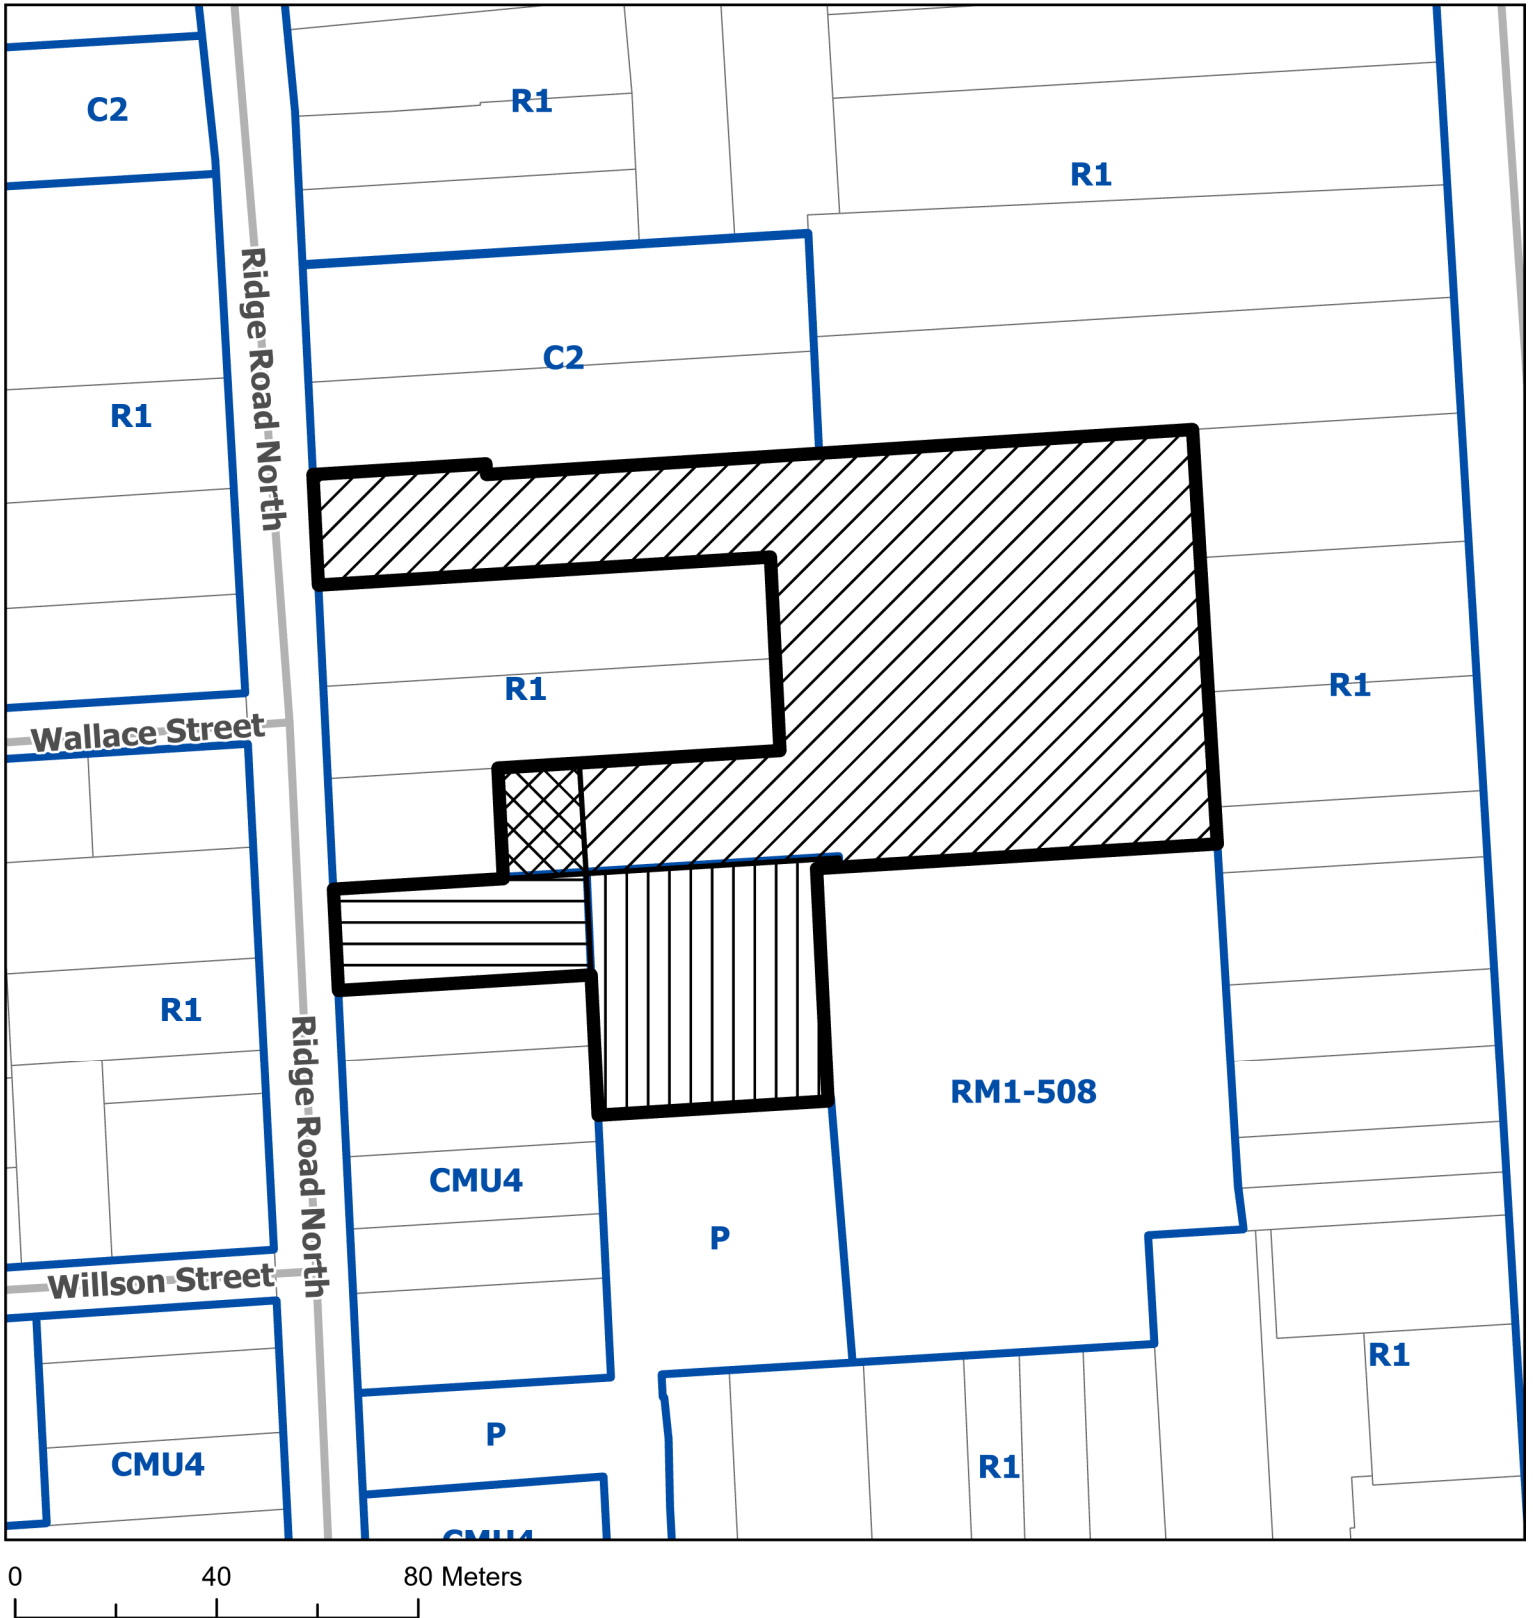 C2
R1
R1
Ridge Road North
C2
R1
R1
R1
Wallace Street
R1
Ridge Road North
RM1-508
CMU4
P
Willson Street
R1
P
CMU4
R1
CMU4
0 40 80 Meters